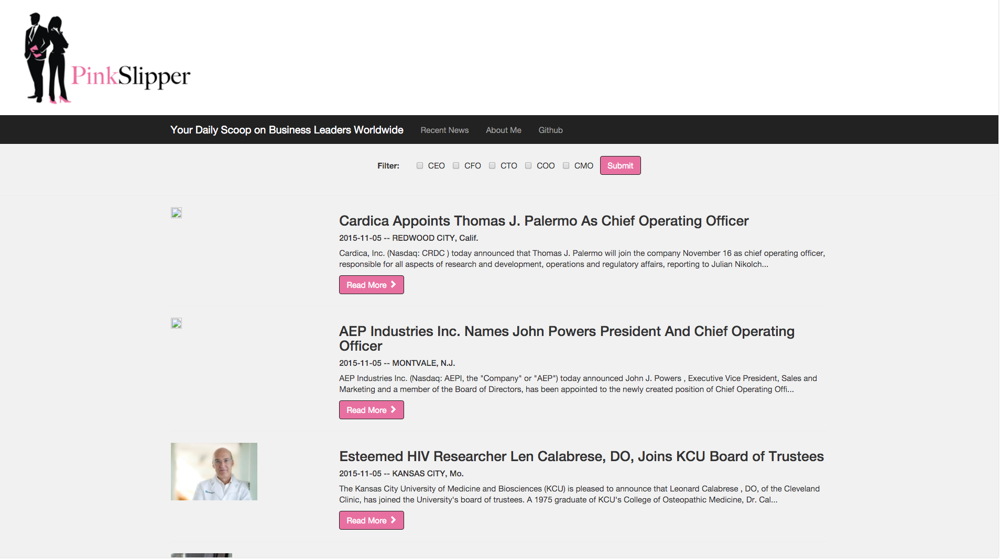 PinkSlipper
Your Daily Scoop on Business Leaders Worldwide Recent News About Me Github
Filter: CEO CFO CTO COO CMO Submit
Cardica Appoints Thomas J. Palermo As Chief Operating Officer
2015-11-05 -- REDWOOD CITY, Calif.
Cardica, Inc. (Nasdaq: CRDC ) today announced that Thomas J. Palermo will join the company November 16 as chief operating officer,
responsible for all aspects of research and development, operations and regulatory affairs, reporting to Julian Nikolch...
Read More
AEP Industries Inc. Names John Powers President And Chief Operating
Officer
2015-11-05 -- MONTVALE, N.J.
AEP Industries Inc. (Nasdaq: AEPI, the "Company" or "AEP") today announced John J. Powers , Executive Vice President, Sales and
Marketing and a member of the Board of Directors, has been appointed to the newly created position of Chief Operating Offi...
Read More
Esteemed HIV Researcher Len Calabrese, DO, Joins KCU Board of Trustees
2015-11-05 -- KANSAS CITY, Mo.
The Kansas City University of Medicine and Biosciences (KCU) is pleased to announce that Leonard Calabrese , DO, of the Cleveland
Clinic, has joined the University's board of trustees. A 1975 graduate of KCU's College of Osteopathic Medicine, Dr. Cal...
Read More